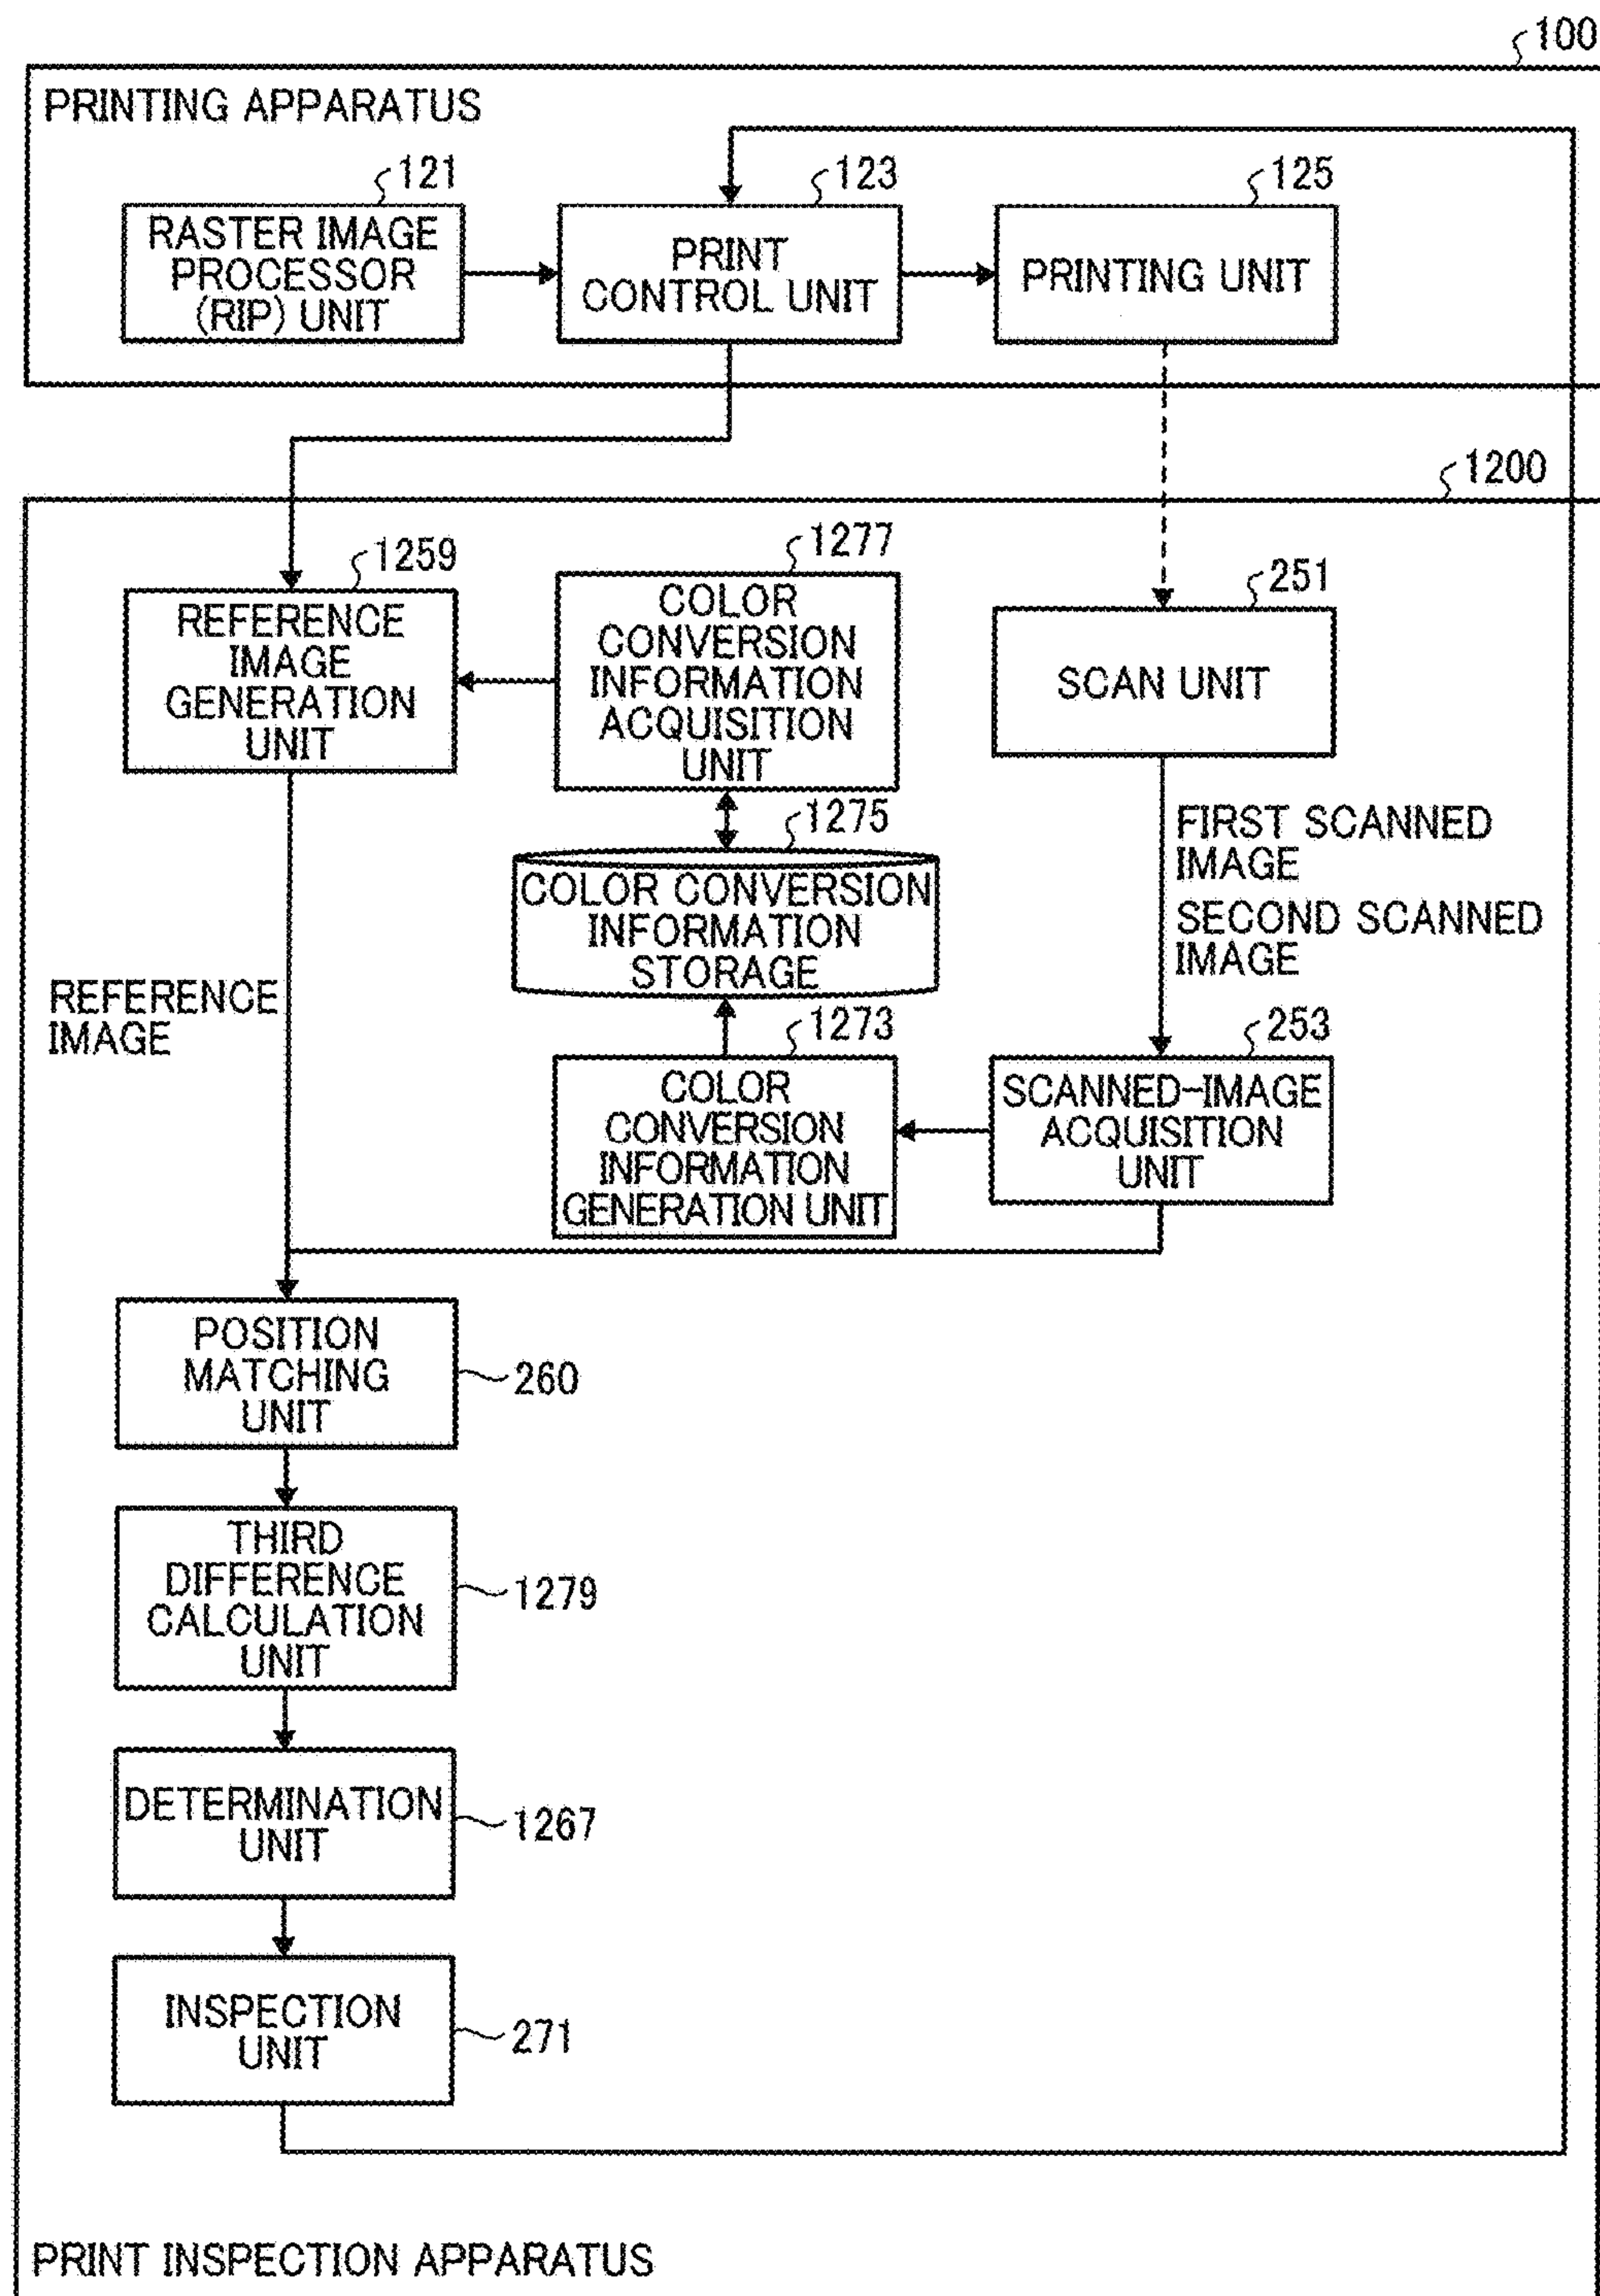 100
PRINTING APPARATUS
121
123
125
RASTER IMAGE
PROCESSOR
(RIP) UNIT
PRINT
CONTROL UNIT
PRINTING UNIT
1200
1259
1277
251
REFERENCE
IMAGE
GENERATION
UNIT
COLOR
CONVERSION
INFORMATION
ACQUISITION
UNIT
SCAN UNIT
1275
FIRST SCANNED
IMAGE
SECOND SCANNED
IMAGE
COLOR CONVERSION
INFORMATION
STORAGE
REFERENCE
IMAGE
1273
253
COLOR
CONVERSION
INFORMATION
GENERATION UNIT
SCANNED-IMAGE
ACQUISITION
UNIT
POSITION
MATCHING
UNIT
260
THIRD
DIFFERENCE
CALCULATION
UNIT
1279
DETERMINATION
UNIT
1267
INSPECTION
UNIT
271
PRINT INSPECTION APPARATUS